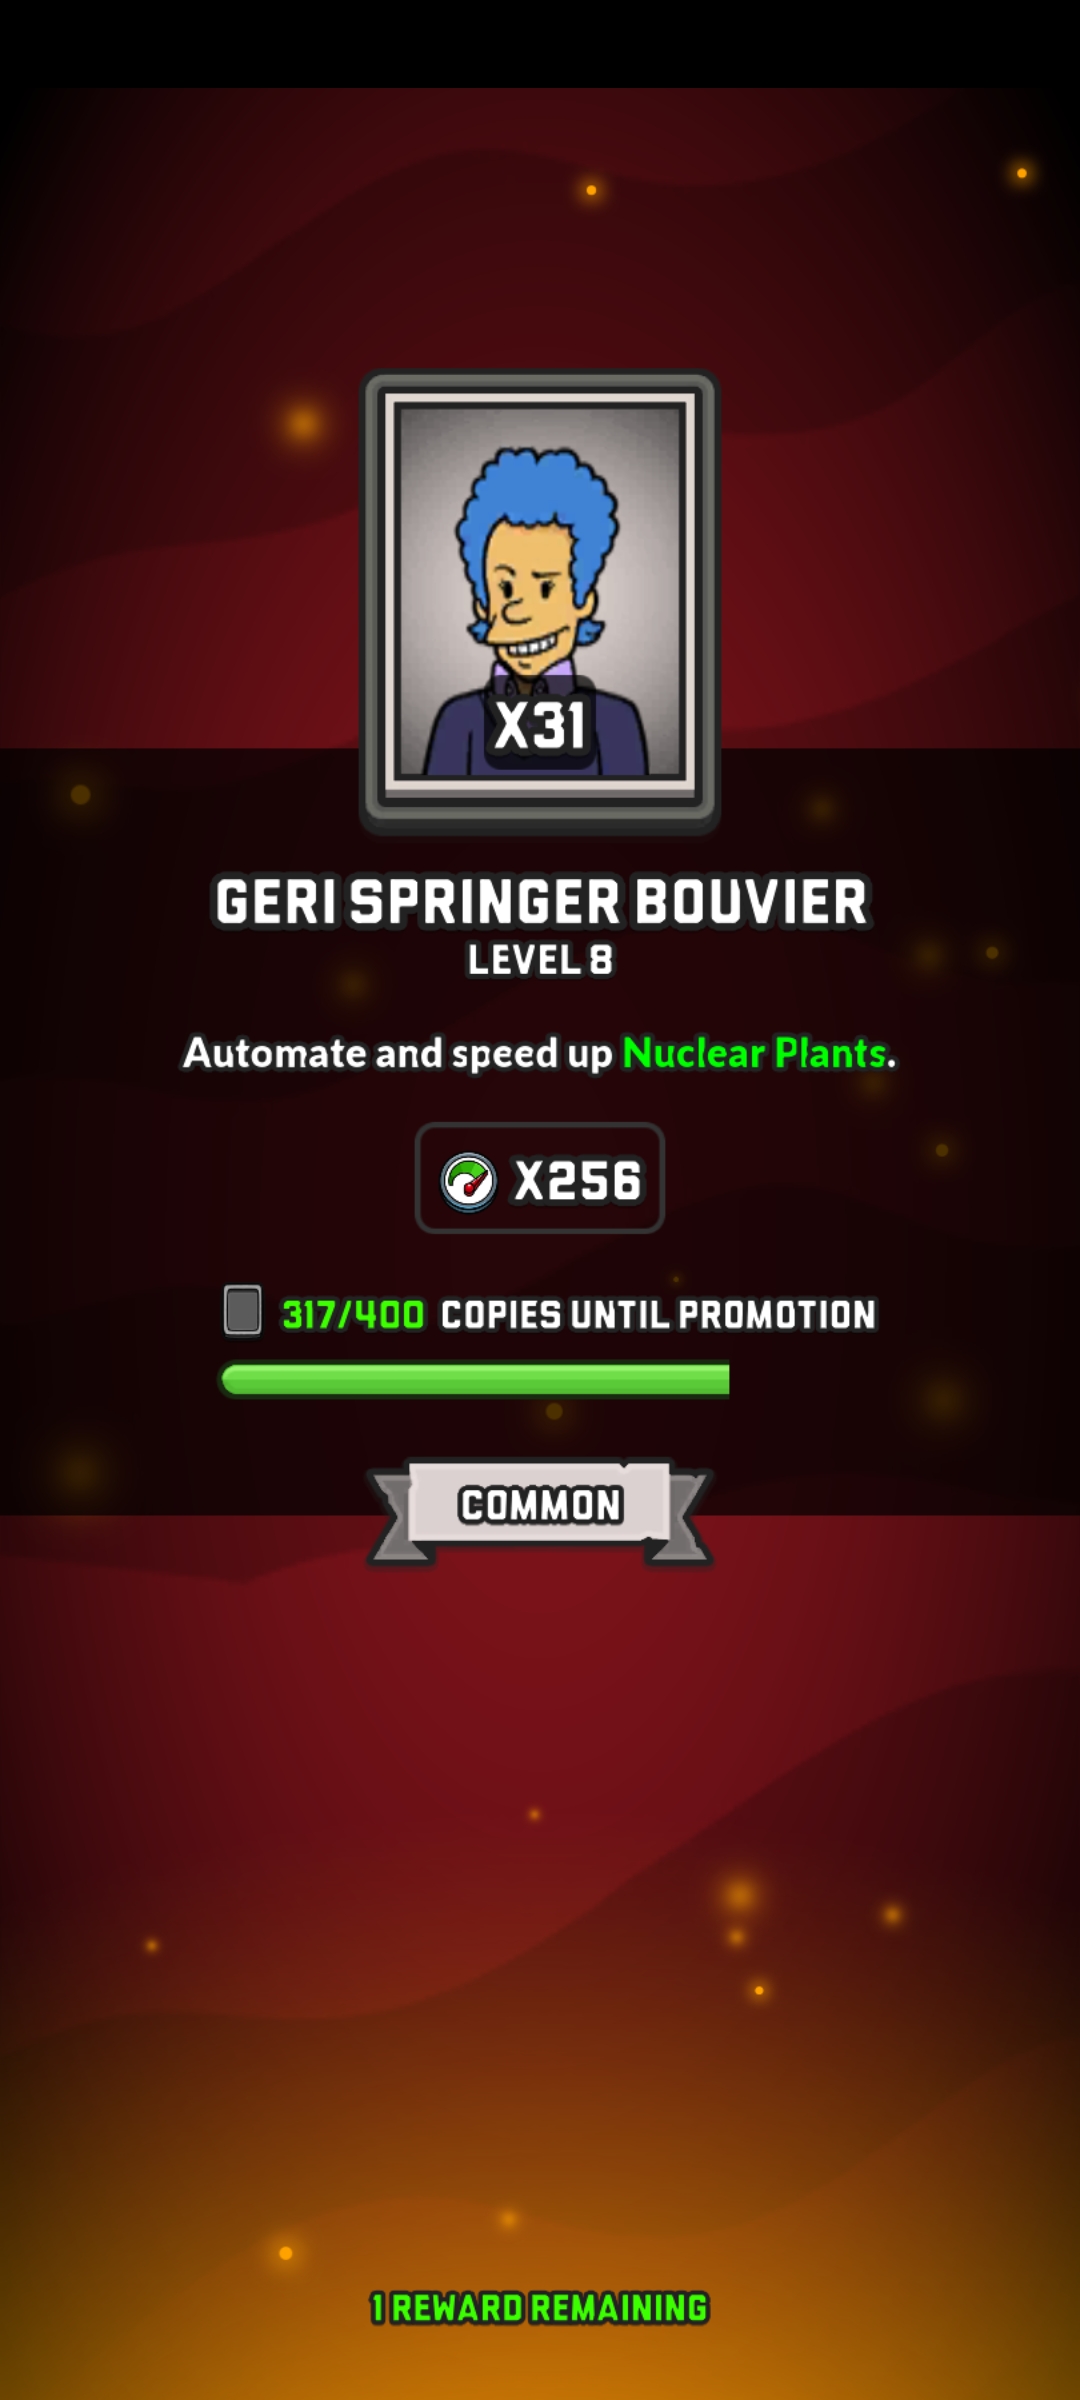 X31
GERI SPRINGER BOUVIER
LEVEL 8
Automate and speed up Nuclear Plants.
X256
317/400 COPIES UNTIL PROMOTION
COMMON
1 REWARD REMAINING